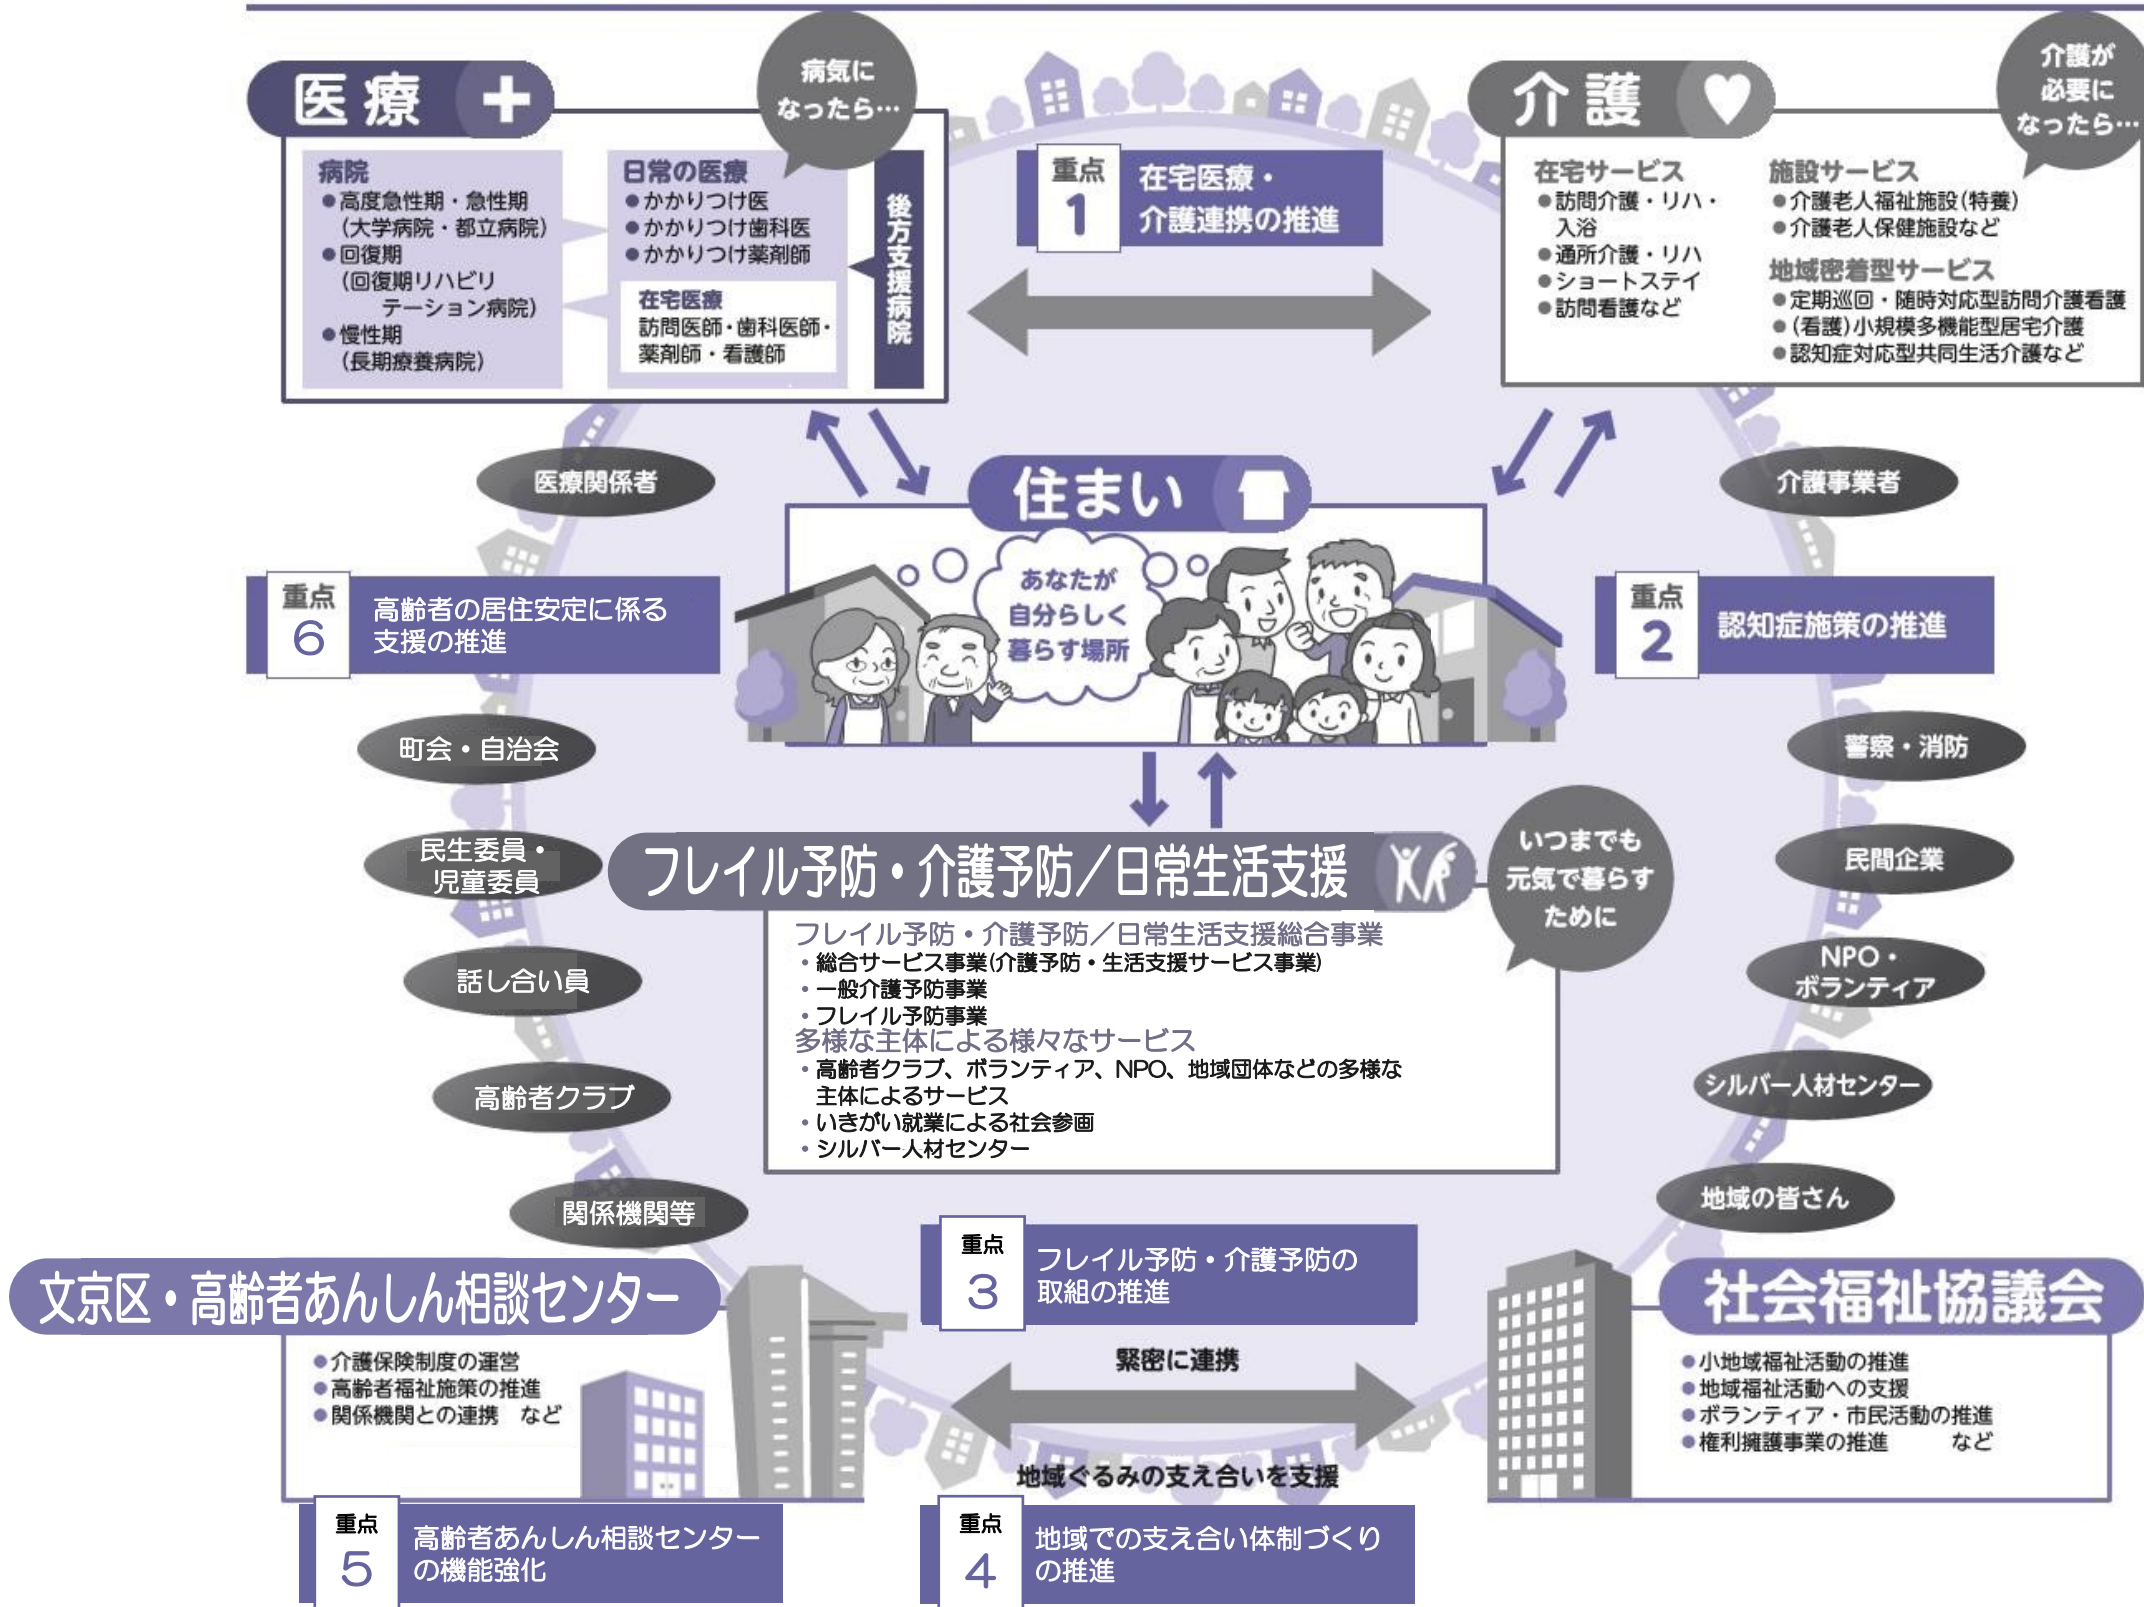 医療
病気に
なったら…
病院
●高度急性期・急性期
(大学病院・都立病院)
●回復期
(回復期リハビリ
テーション病院)
●慢性期
(長期療養病院)
日常の医療
●かかりつけ医
●かかりつけ歯科医
●かかりつけ薬剤師
在宅医療
訪問医師・歯科医師・
薬剤師・看護師
後方支援病院
重点
1
在宅医療・
介護連携の推進
介護
介護が
必要に
なったら…
在宅サービス
●訪問介護・リハ・
入浴
●通所介護・リハ
●ショートステイ
●訪問看護など
施設サービス
●介護老人福祉施設(特養)
●介護老人保健施設など
地域密着型サービス
●定期巡回・随時対応型訪問介護看護
●(看護)小規模多機能型居宅介護
●認知症対応型共同生活介護など
医療関係者
住まい
介護事業者
あなたが
自分らしく
暮らす場所
重点
6
高齢者の居住安定に係る
支援の推進
重点
2
認知症施策の推進
町会・自治会
警察・消防
民生委員・
児童委員
フレイル予防・介護予防／日常生活支援
いつまでも
元気で暮らす
ために
民間企業
フレイル予防・介護予防／日常生活支援総合事業
・総合サービス事業(介護予防・生活支援サービス事業)
・一般介護予防事業
・フレイル予防事業
多様な主体による様々なサービス
・高齢者クラブ、ボランティア、NPO、地域団体などの多様な
主体によるサービス
・いきがい就業による社会参画
・シルバー人材センター
話し合い員
NPO・
ボランティア
高齢者クラブ
シルバー人材センター
関係機関等
地域の皆さん
重点
3
フレイル予防・介護予防の
取組の推進
文京区・高齢者あんしん相談センター
●介護保険制度の運営
●高齢者福祉施策の推進
●関係機関との連携　など
緊密に連携
地域ぐるみの支え合いを支援
社会福祉協議会
●小地域福祉活動の推進
●地域福祉活動への支援
●ボランティア・市民活動の推進
●権利擁護事業の推進　など
重点
5
高齢者あんしん相談センター
の機能強化
重点
4
地域での支え合い体制づくり
の推進